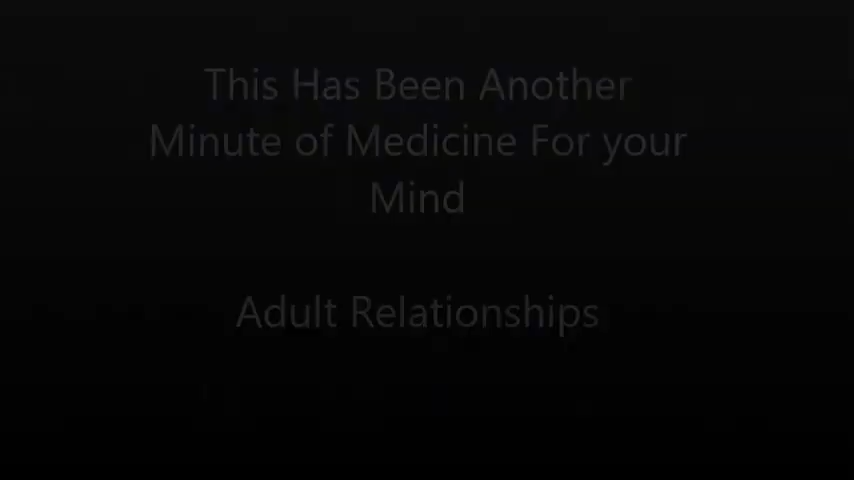 This Has Been Another
Minute of Medicine For your
Mind
Adult Relationships